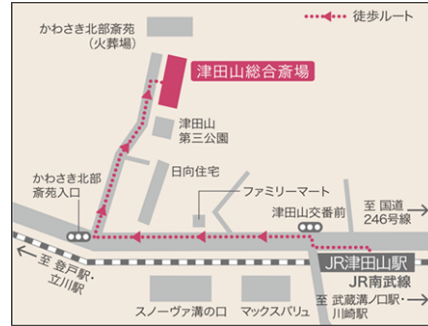 徒歩ルート
かわさき北部斎苑
(火葬場)
津田山総合斎場
津田山
第三公園
かわさき北部
斎苑入口
日向住宅
ファミリーマート
津田山交番前
至 国道
246号線
JR津田山駅
JR南武線
至 登戸駅・
立川駅
スノーヴァ溝の口
マックスバリュ
至 武蔵溝ノ口駅・
川崎駅